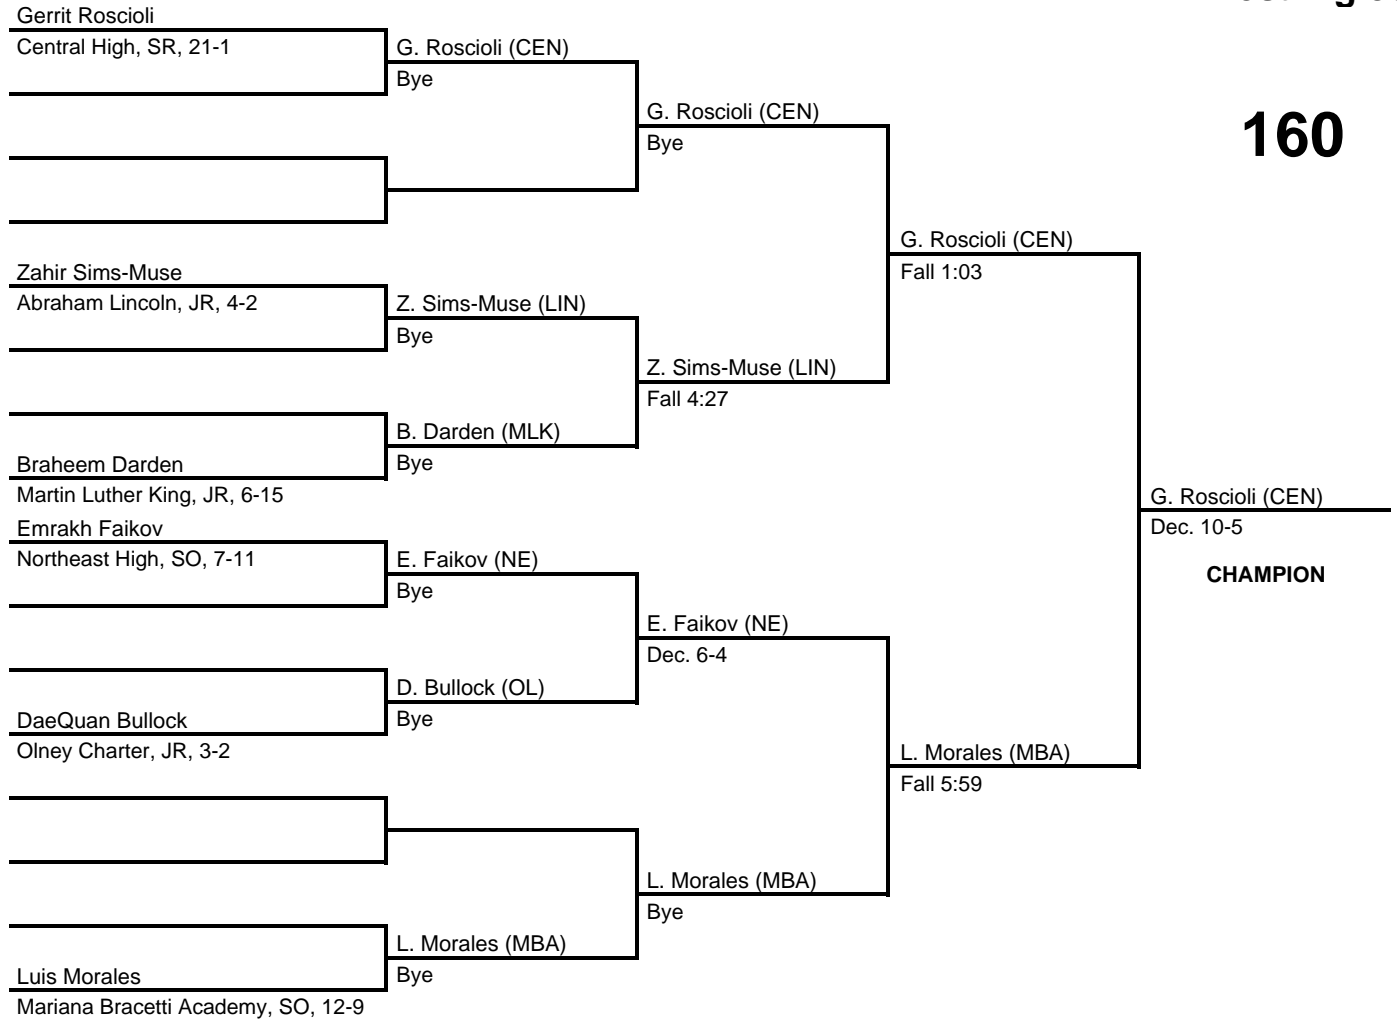 Gerrit Roscioli
Central High, SR, 21-1
G. Roscioli (CEN)
Bye
G. Roscioli (CEN)
Bye
160
G. Roscioli (CEN)
Fall 1:03
Zahir Sims-Muse
Abraham Lincoln, JR, 4-2
Z. Sims-Muse (LIN)
Bye
Z. Sims-Muse (LIN)
Fall 4:27
B. Darden (MLK)
Bye
Braheem Darden
Martin Luther King, JR, 6-15
G. Roscioli (CEN)
Dec. 10-5
CHAMPION
Emrakh Faikov
Northeast High, SO, 7-11
E. Faikov (NE)
Bye
E. Faikov (NE)
Dec. 6-4
D. Bullock (OL)
Bye
DaeQuan Bullock
Olney Charter, JR, 3-2
L. Morales (MBA)
Fall 5:59
L. Morales (MBA)
Bye
L. Morales (MBA)
Bye
Luis Morales
Mariana Bracetti Academy, SO, 12-9